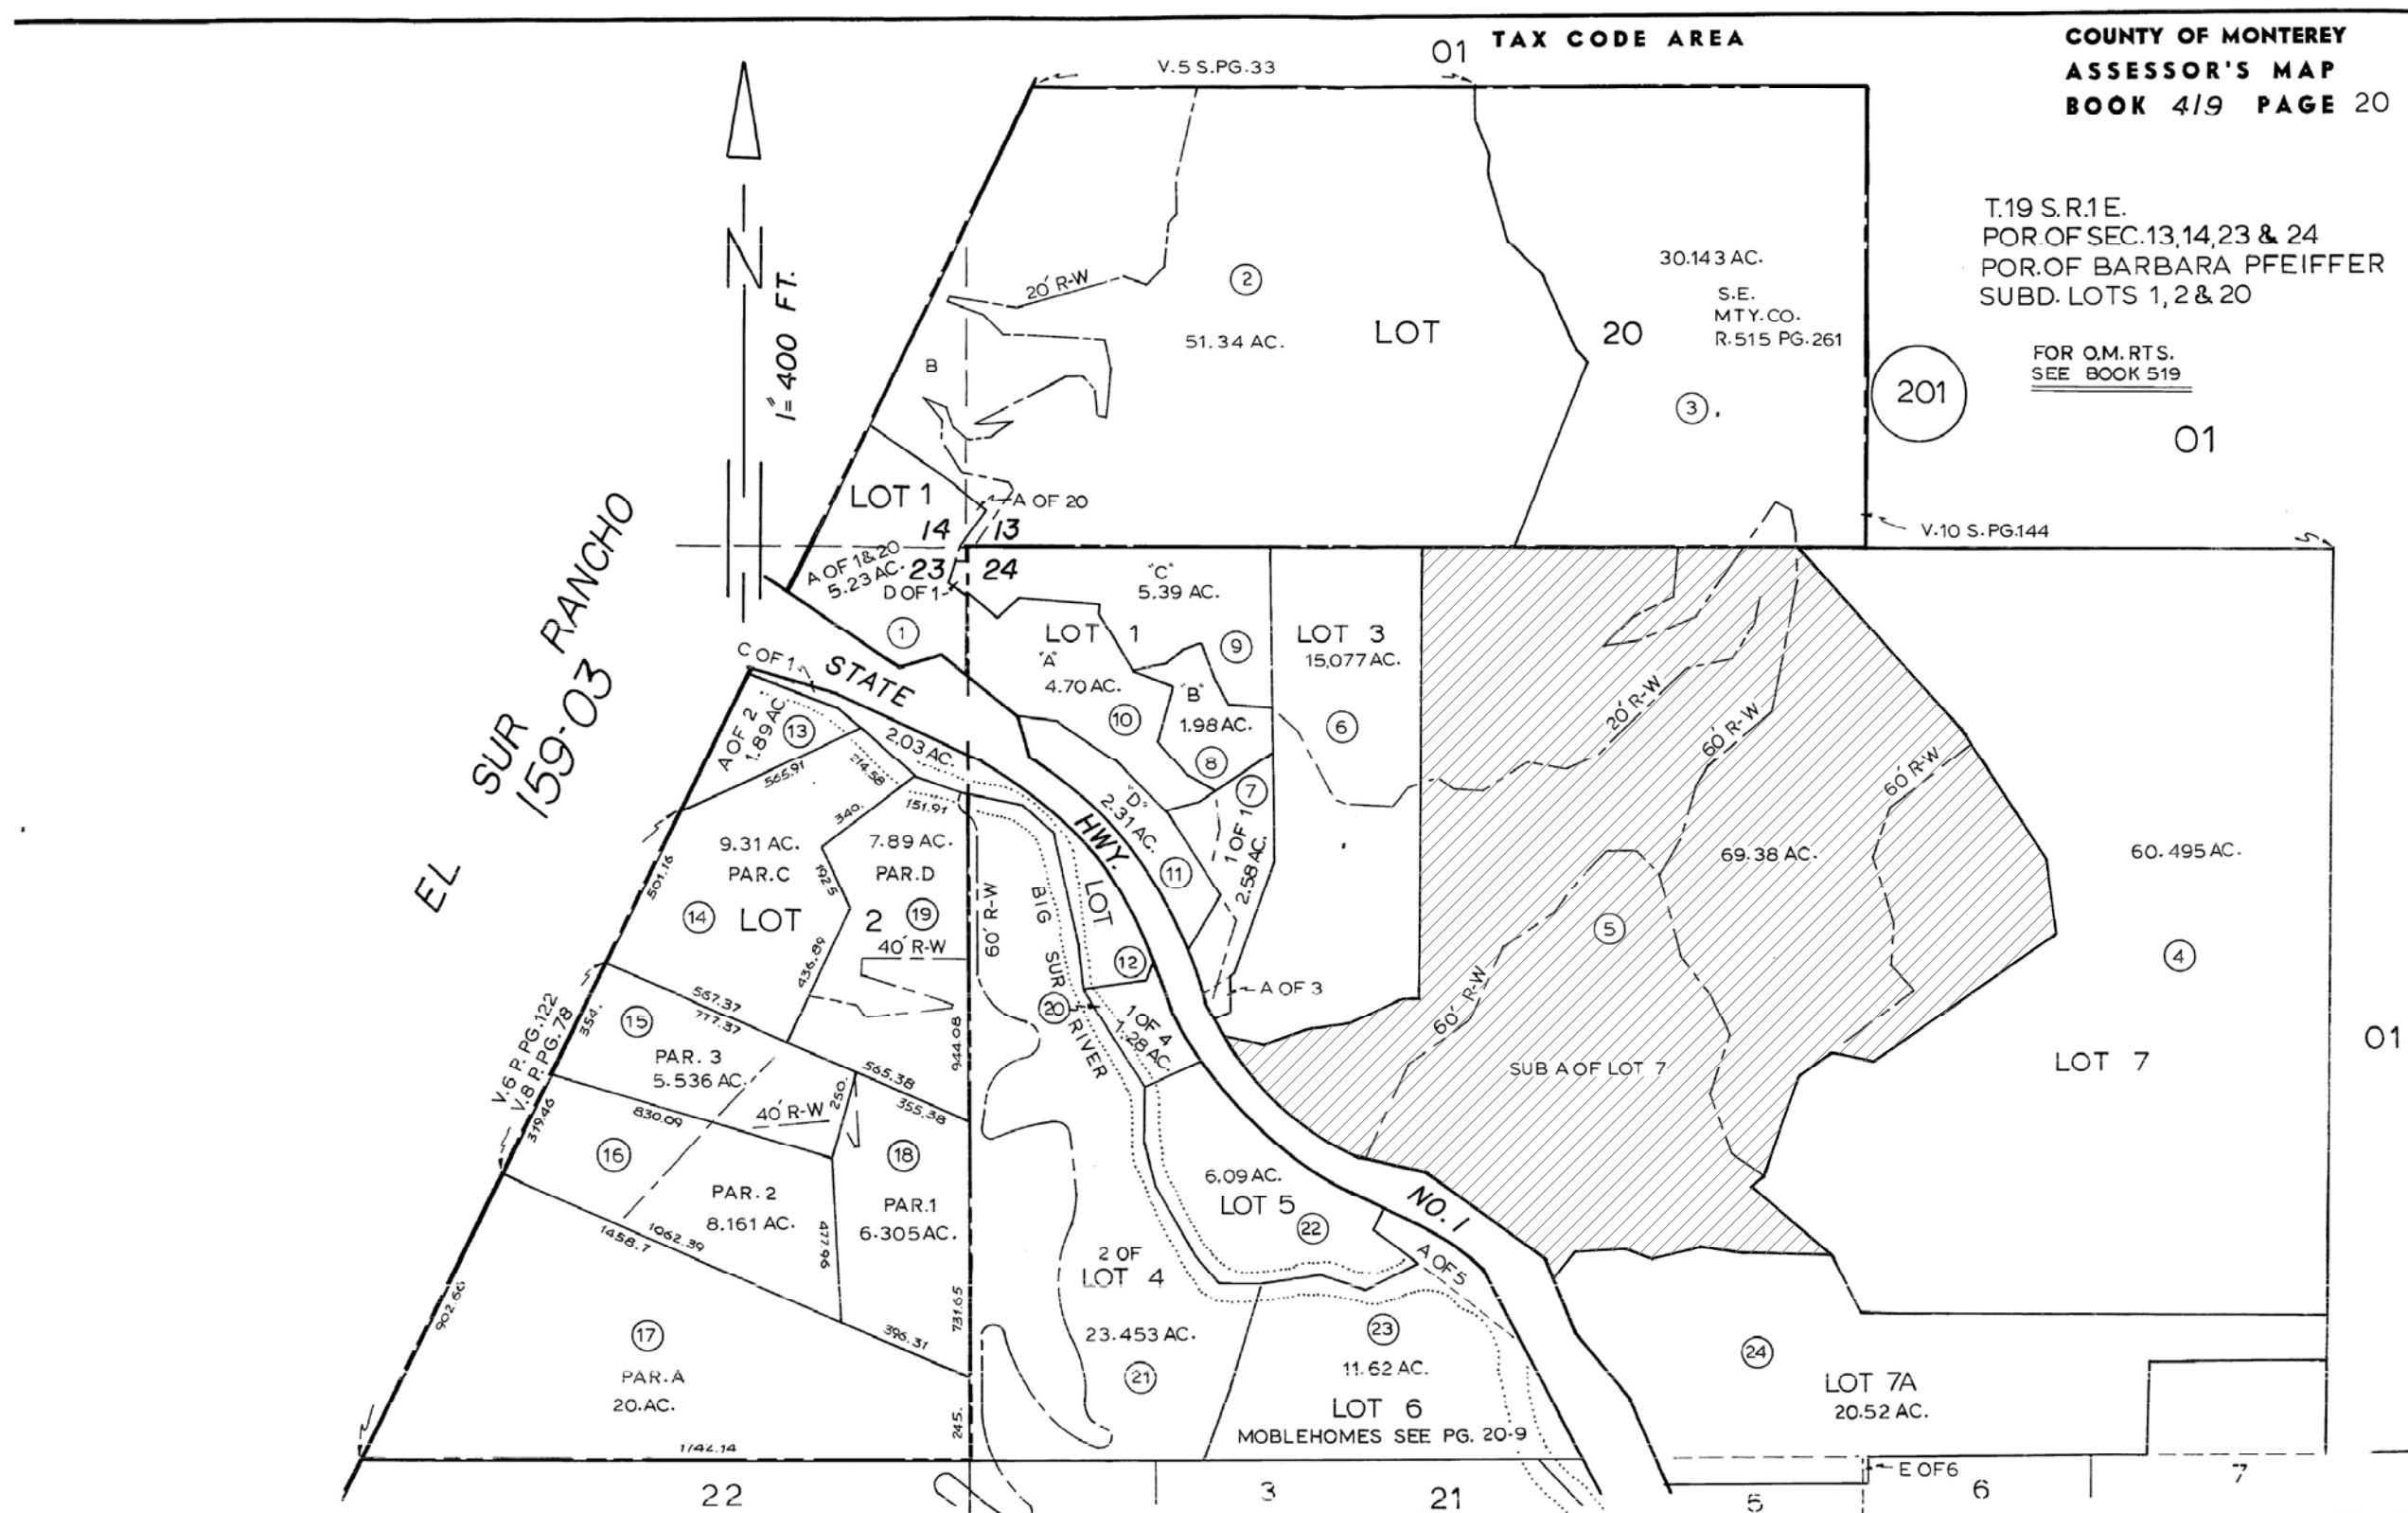 TAX CODE AREA
01
COUNTY OF MONTEREY
ASSESSOR'S MAP
BOOK 419 PAGE 20
V.5 S.PG.33
T.19 S.R.1 E.
POR.OF SEC.13,14,23 & 24
POR.OF BARBARA PFEIFFER
SUBD. LOTS 1, 2 & 20
FOR O.M. RTS.
SEE BOOK 519
201
01
N
1"=400 FT.
20' R-W
2
51.34 AC.
LOT 20
30.143 AC.
S.E.
MTY.CO.
R.515 PG.261
3
B
LOT 1
A OF 20
14 13
23 24
A OF 1&20
5.23 AC.
D OF 1
1
V.10 S.PG.144
EL SUR RANCHO
159-03
C OF 1
STATE HWY. NO. 1
"C"
5.39 AC.
LOT 1
9
"A"
4.70 AC.
10
"B"
1.98 AC.
8
7
1 OF 1
2.58 AC.
"D"
2.31 AC.
11
LOT 3
15,077 AC.
6
A OF 3
20' R-W
60' R-W
60' R-W
60' R-W
69.38 AC.
5
SUB A OF LOT 7
60.495 AC.
4
LOT 7
01
A OF 2
1.89 AC
13
565.91
214.58
2.03 AC.
151.91
340.
9.31 AC.
PAR.C
14
LOT 2
1925
436.89
7.89 AC.
PAR.D
19
40' R-W
60' R-W
BIG SUR RIVER
20
LOT
12
1 OF 4
1.28 AC.
501.16
567.37
777.37
944.08
V.6 P. PG.122
V.8 P. PG. 78
354.
15
PAR. 3
5.536 AC.
565.38
355.38
250.
40' R-W
830.09
319.46
16
PAR. 2
8.161 AC.
477.96
18
PAR.1
6.305 AC.
1062.39
1458.7
396.31
731.65
902.66
17
PAR.A
20.AC.
245.
1742.14
2 OF
LOT 4
23.453 AC.
21
6.09 AC.
LOT 5
22
A OF 5
23
11.62 AC.
LOT 6
MOBLEHOMES SEE PG. 20-9
24
LOT 7A
20.52 AC.
E OF 6
22 3 21 5 6 7